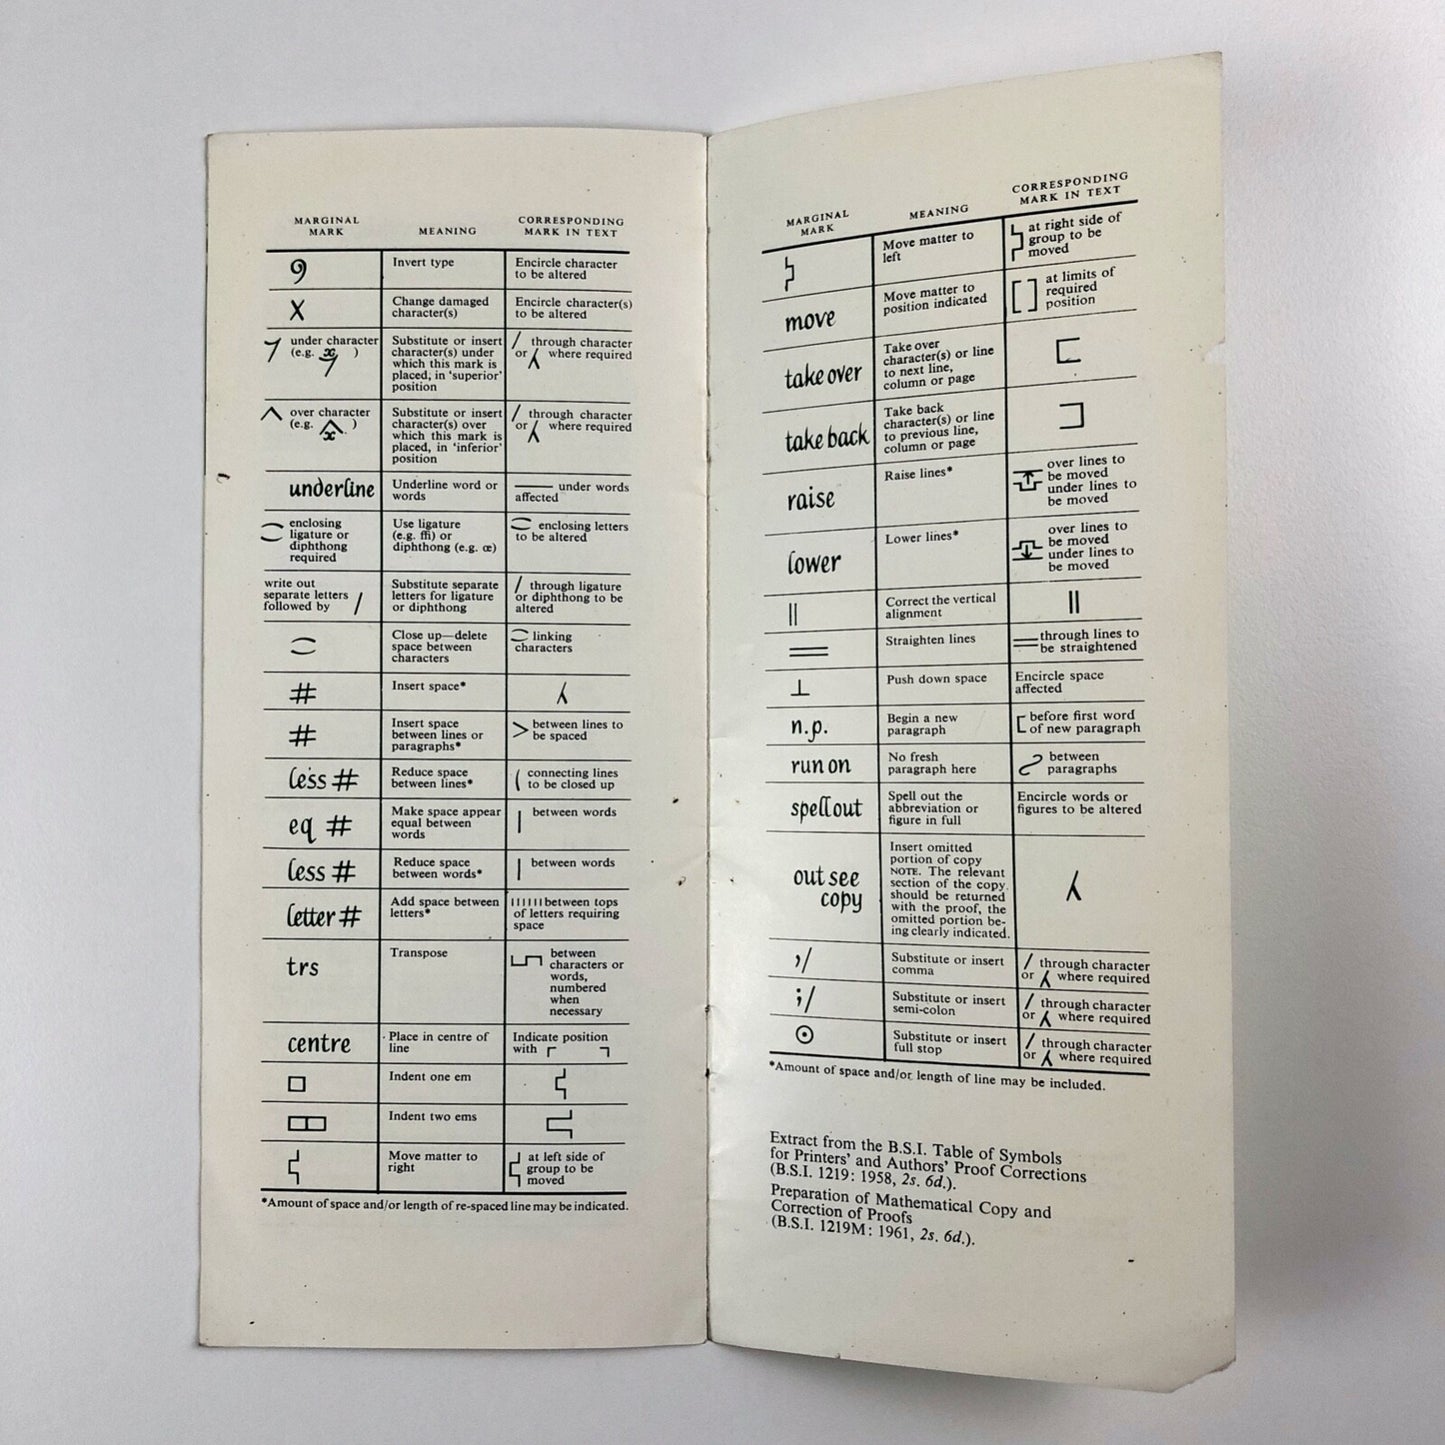 MARGINAL
MARK
MEANING
CORRESPONDING
MARK IN TEXT
Invert type
Encircle character
to be altered
X
Change damaged
character(s)
Encircle character(s)
to be altered
under character
(e.g. x )
Substitute or insert
character(s) under
which this mark is
placed, in ‘superior’
position
/ through character
or ⁁ where required
over character
(e.g. x )
Substitute or insert
character(s) over
which this mark is
placed, in ‘inferior’
position
/ through character
or ⁁ where required
underline
Underline word or
words
under words
affected
enclosing
ligature or
diphthong
required
Use ligature
(e.g. ffi) or
diphthong (e.g. œ)
enclosing letters
to be altered
write out
separate letters
followed by /
Substitute separate
letters for ligature
or diphthong
/ through ligature
or diphthong to be
altered
Close up—delete
space between
characters
linking
characters
#
Insert space*
⁁
#
Insert space
between lines or
paragraphs*
> between lines to
be spaced
less #
Reduce space
between lines*
( connecting lines
to be closed up
eq #
Make space appear
equal between
words
| between words
less #
Reduce space
between words*
| between words
letter #
Add space between
letters*
|||||| between tops
of letters requiring
space
trs
Transpose
between
characters or
words,
numbered
when
necessary
centre
Place in centre of
line
Indicate position
with ┌ ┐
Indent one em
Indent two ems
Move matter to
right
at left side of
group to be
moved
*Amount of space and/or length of re-spaced line may be indicated.
MARGINAL
MARK
MEANING
CORRESPONDING
MARK IN TEXT
Move matter to
left
at right side of
group to be
moved
move
Move matter to
position indicated
[ ] at limits of
required
position
take over
Take over
character(s) or line
to next line,
column or page
take back
Take back
character(s) or line
to previous line,
column or page
raise
Raise lines*
over lines to
be moved
under lines to
be moved
lower
Lower lines*
over lines to
be moved
under lines to
be moved
||
Correct the vertical
alignment
||
=
Straighten lines
through lines to
be straightened
⊥
Push down space
Encircle space
affected
n.p.
Begin a new
paragraph
[ before first word
of new paragraph
run on
No fresh
paragraph here
between
paragraphs
spell out
Spell out the
abbreviation or
figure in full
Encircle words or
figures to be altered
out see
copy
Insert omitted
portion of copy
NOTE. The relevant
section of the copy
should be returned
with the proof, the
omitted portion be-
ing clearly indicated.
⁁
,/
Substitute or insert
comma
/ through character
or ⁁ where required
;/
Substitute or insert
semi-colon
/ through character
or ⁁ where required
⊙
Substitute or insert
full stop
/ through character
or ⁁ where required
*Amount of space and/or length of line may be included.
Extract from the B.S.I. Table of Symbols
for Printers’ and Authors’ Proof Corrections
(B.S.I. 1219: 1958, 2s. 6d.).
Preparation of Mathematical Copy and
Correction of Proofs
(B.S.I. 1219M: 1961, 2s. 6d.).